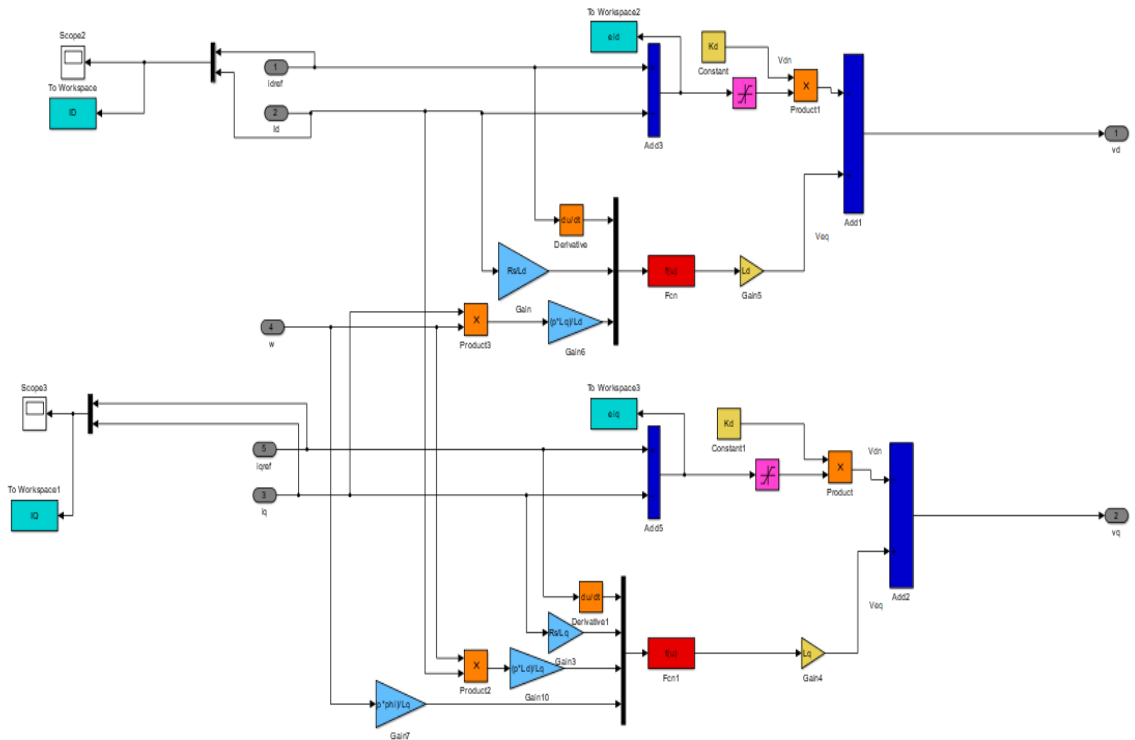 To Workspace2
Scope2
eid
Kd
Vdn
Constant
To Workspace
1
idref
X
Product1
ID
2
Id
Add3
1
vd
du/dt
Derivative
Add1
Veq
Rs/Ld
f(u)
Ld
Gain
Fcn
Gain5
4
w
X
Product3
(p*Lq)/Ld
Gain6
Scope3
To Workspace3
eiq
Kd
Constant1
5
iqref
Vdn
X
Product
To Workspace1
3
iq
IQ
Add5
2
vq
du/dt
Derivative1
Add2
Veq
Rs/Lq
Gain3
f(u)
Fcn1
Lq
Gain4
X
Product2
(p*Ld)/Lq
Gain10
p*phi)/Lq
Gain7